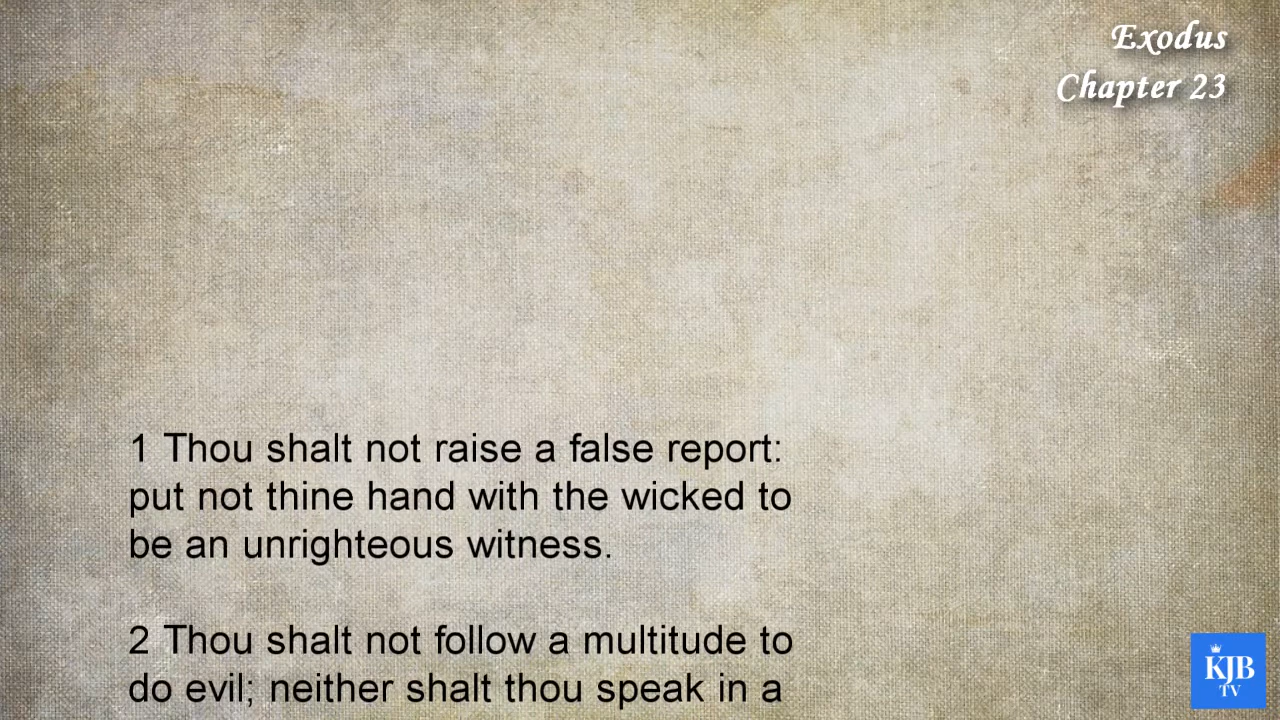 Exodus
Chapter 23
1 Thou shalt not raise a false report:
put not thine hand with the wicked to
be an unrighteous witness.
2 Thou shalt not follow a multitude to
do evil; neither shalt thou speak in a
KJB
TV